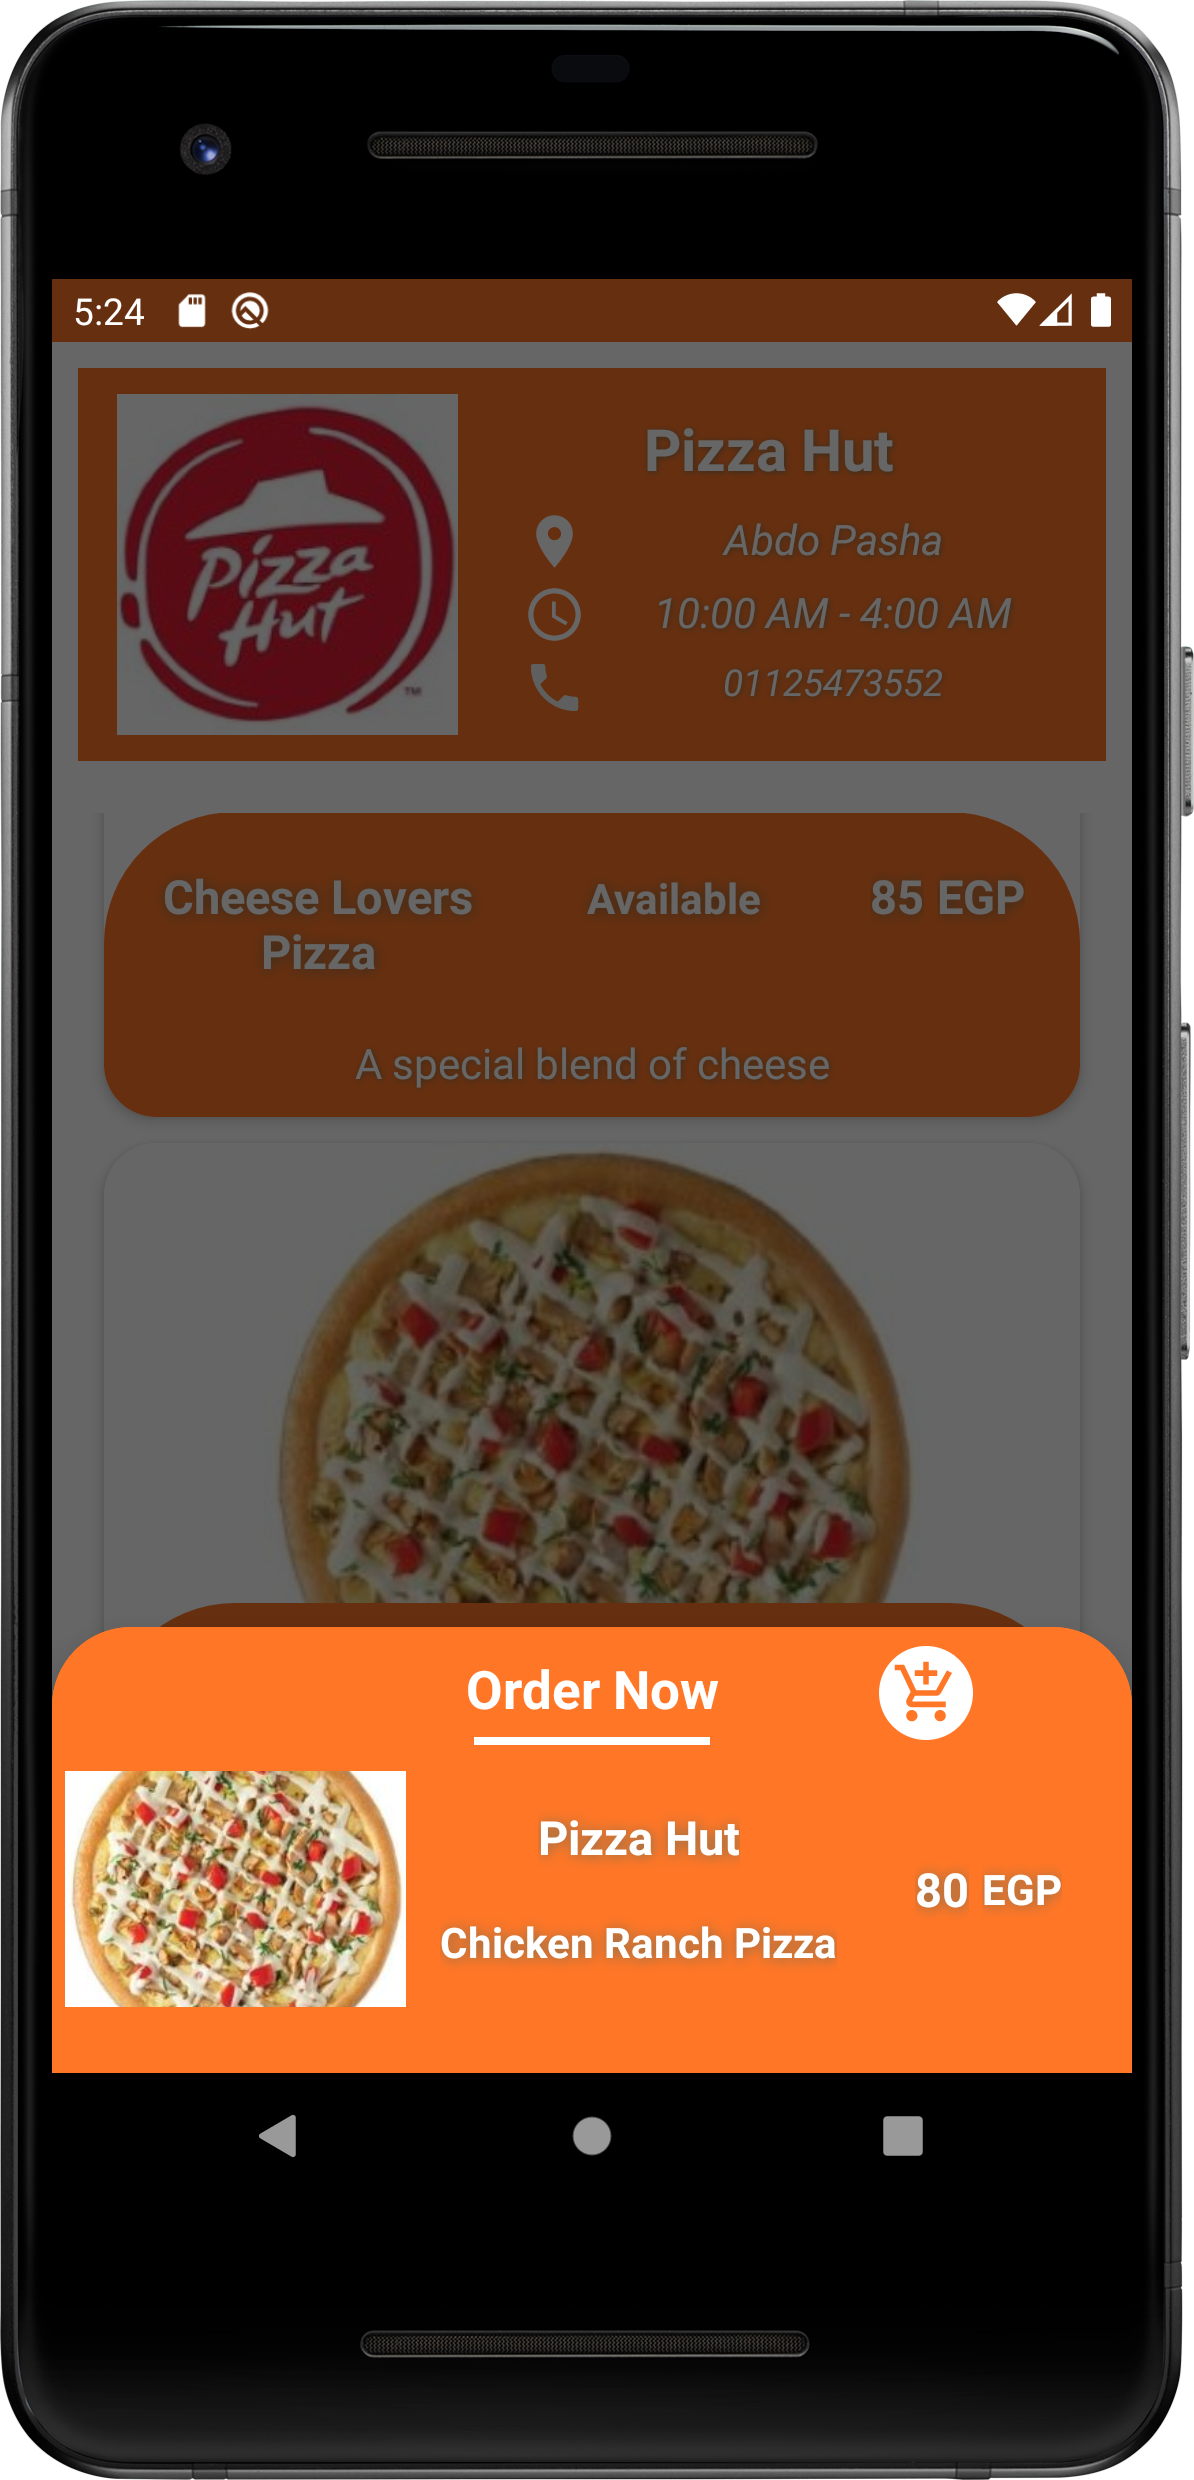 5:24
Pizza Hut
Pizza
Hut
TM
Abdo Pasha
10:00 AM - 4:00 AM
01125473552
Cheese Lovers
Pizza
Available
85 EGP
A special blend of cheese
Order Now
Pizza Hut
80 EGP
Chicken Ranch Pizza